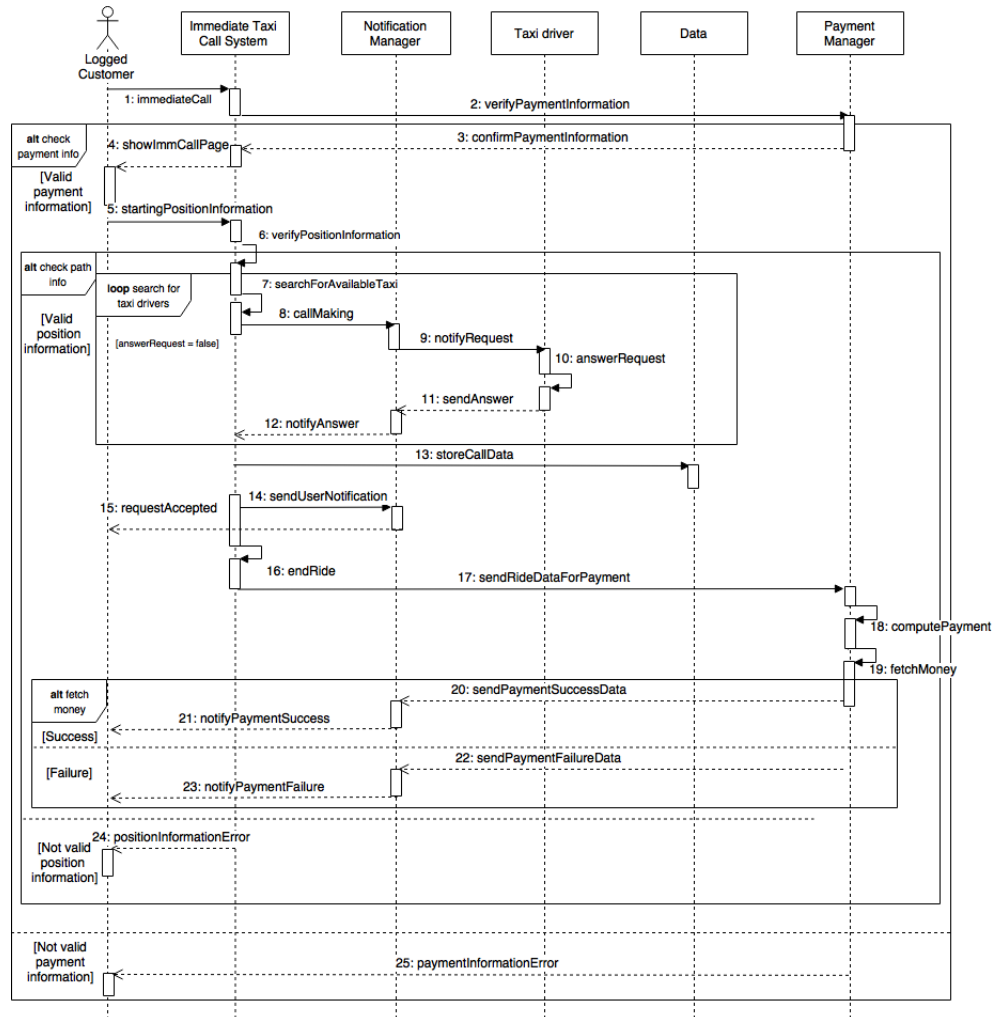 Immediate Taxi
Call System
Notification
Manager
Taxi driver
Data
Payment
Manager
Logged
Customer
1: immediateCall
2: verifyPaymentInformation
alt check
payment info
3: confirmPaymentInformation
4: showImmCallPage
[Valid
payment
information]
5: startingPositionInformation
6: verifyPositionInformation
alt check path
info
loop search for
taxi drivers
7: searchForAvailableTaxi
[Valid
position
information]
8: callMaking
[answerRequest = false]
9: notifyRequest
10: answerRequest
11: sendAnswer
12: notifyAnswer
13: storeCallData
14: sendUserNotification
15: requestAccepted
16: endRide
17: sendRideDataForPayment
18: computePayment
19: fetchMoney
alt fetch
money
20: sendPaymentSuccessData
21: notifyPaymentSuccess
[Success]
22: sendPaymentFailureData
[Failure]
23: notifyPaymentFailure
24: positionInformationError
[Not valid
position
information]
[Not valid
payment
information]
25: paymentInformationError